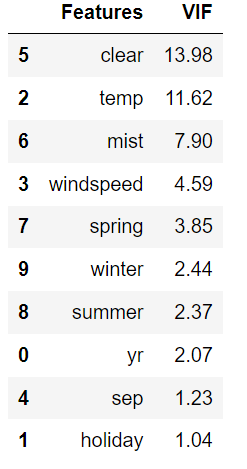 Features VIF
5 clear 13.98
2 temp 11.62
6 mist 7.90
3 windspeed 4.59
7 spring 3.85
9 winter 2.44
8 summer 2.37
0 yr 2.07
4 sep 1.23
1 holiday 1.04